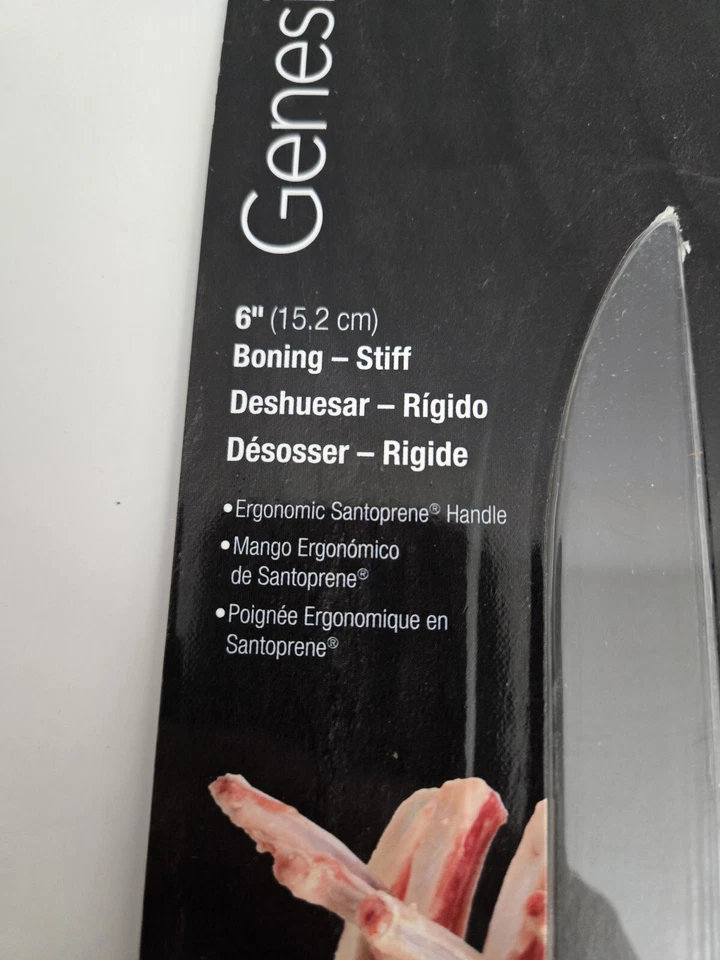 Genesi
6" (15.2 cm)
Boning – Stiff
Deshuesar – Rígido
Désosser – Rigide
•Ergonomic Santoprene® Handle
•Mango Ergonómico
de Santoprene®
•Poignée Ergonomique en
Santoprene®